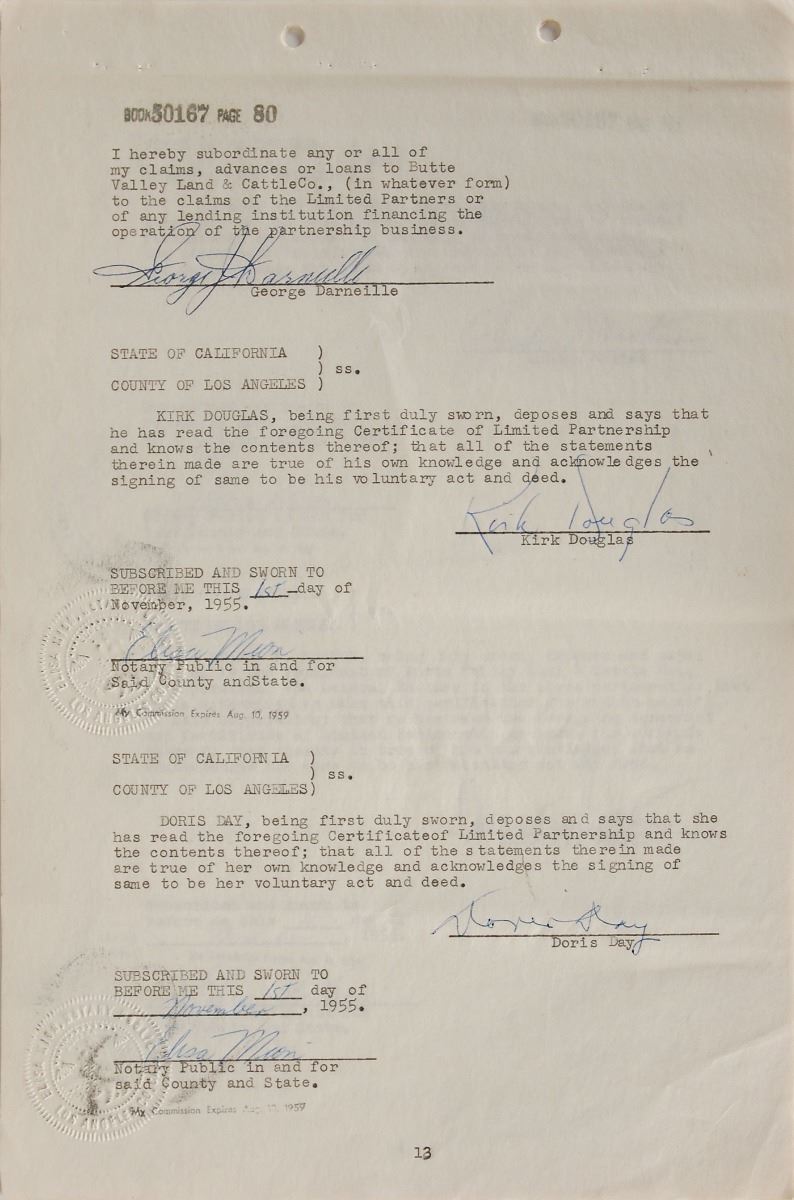 BOOK50167 PAGE 80
I hereby subordinate any or all of
my claims, advances or loans to Butte
Valley Land & CattleCo., (in whatever form)
to the claims of the Limited Partners or
of any lending institution financing the
operation of the partnership business.
George J Darneille
George Darneille
STATE OF CALIFORNIA )
) ss.
COUNTY OF LOS ANGELES )
KIRK DOUGLAS, being first duly sworn, deposes and says that
he has read the foregoing Certificate of Limited Partnership
and knows the contents thereof; that all of the statements
therein made are true of his own knowledge and acknowledges the
signing of same to be his voluntary act and deed.
Kirk Douglas
Kirk Douglas
SUBSCRIBED AND SWORN TO
BEFORE ME THIS 1st day of
November, 1955.
Elisa Mion
Notary Public in and for
Said County andState.
My Commission Expires Aug. 10, 1959
STATE OF CALIFORNIA )
) ss.
COUNTY OF LOS ANGELES)
DORIS DAY, being first duly sworn, deposes and says that she
has read the foregoing Certificateof Limited Partnership and knows
the contents thereof; that all of the statements therein made
are true of her own knowledge and acknowledges the signing of
same to be her voluntary act and deed.
Doris Day
Doris Day
SUBSCRIBED AND SWORN TO
BEFORE ME THIS 1st day of
November, 1955.
Elisa Mion
Notary Public in and for
said County and State.
My Commission Expires Aug. 10, 1959
13